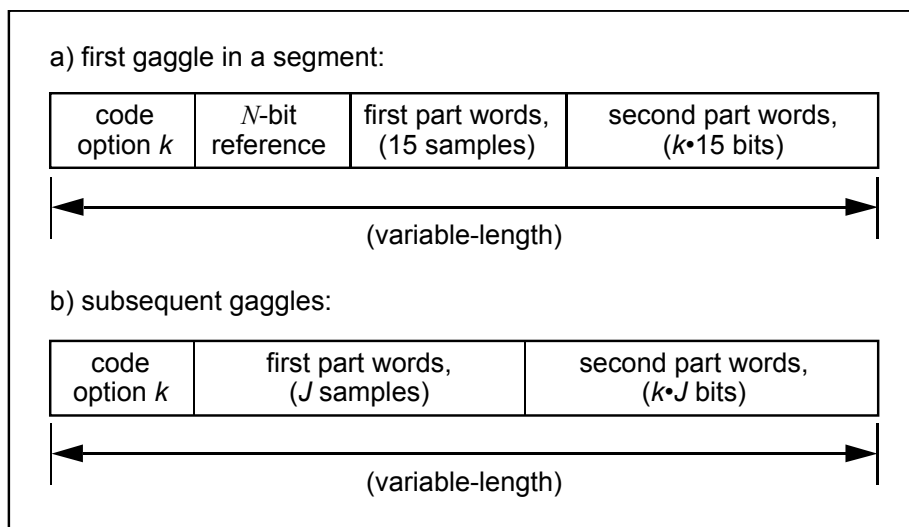 a) first gaggle in a segment:
code option k
N-bit reference
first part words, (15 samples)
second part words, (k•15 bits)
(variable-length)
b) subsequent gaggles:
code option k
first part words, (J samples)
second part words, (k•J bits)
(variable-length)